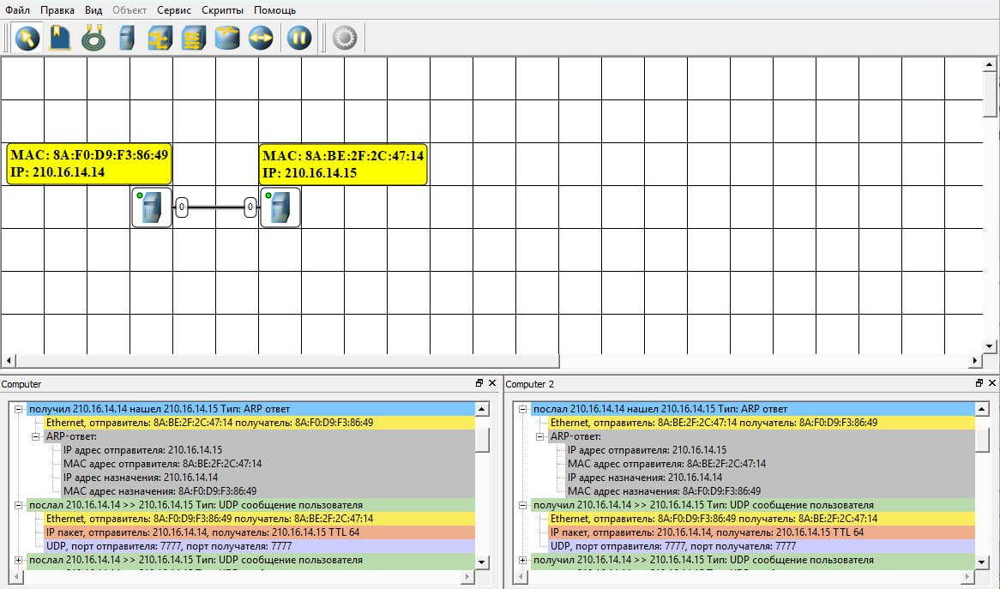 Файл Правка Вид Объект Сервис Скрипты Помощь
MAC: 8A:F0:D9:F3:86:49
IP: 210.16.14.14
MAC: 8A:BE:2F:2C:47:14
IP: 210.16.14.15
0 0
Computer
получил 210.16.14.14 нашел 210.16.14.15 Тип: ARP ответ
Ethernet, отправитель: 8A:BE:2F:2C:47:14 получатель: 8A:F0:D9:F3:86:49
ARP-ответ:
IP адрес отправителя: 210.16.14.15
MAC адрес отправителя: 8A:BE:2F:2C:47:14
IP адрес назначения: 210.16.14.14
MAC адрес назначения: 8A:F0:D9:F3:86:49
послал 210.16.14.14 >> 210.16.14.15 Тип: UDP сообщение пользователя
Ethernet, отправитель: 8A:F0:D9:F3:86:49 получатель: 8A:BE:2F:2C:47:14
IP пакет, отправитель: 210.16.14.14, получатель: 210.16.14.15 TTL 64
UDP, порт отправителя: 7777, порт получателя: 7777
послал 210.16.14.14 >> 210.16.14.15 Тип: UDP сообщение пользователя
Computer 2
послал 210.16.14.14 нашел 210.16.14.15 Тип: ARP ответ
Ethernet, отправитель: 8A:BE:2F:2C:47:14 получатель: 8A:F0:D9:F3:86:49
ARP-ответ:
IP адрес отправителя: 210.16.14.15
MAC адрес отправителя: 8A:BE:2F:2C:47:14
IP адрес назначения: 210.16.14.14
MAC адрес назначения: 8A:F0:D9:F3:86:49
получил 210.16.14.14 >> 210.16.14.15 Тип: UDP сообщение пользователя
Ethernet, отправитель: 8A:F0:D9:F3:86:49 получатель: 8A:BE:2F:2C:47:14
IP пакет, отправитель: 210.16.14.14, получатель: 210.16.14.15 TTL 64
UDP, порт отправителя: 7777, порт получателя: 7777
получил 210.16.14.14 >> 210.16.14.15 Тип: UDP сообщение пользователя